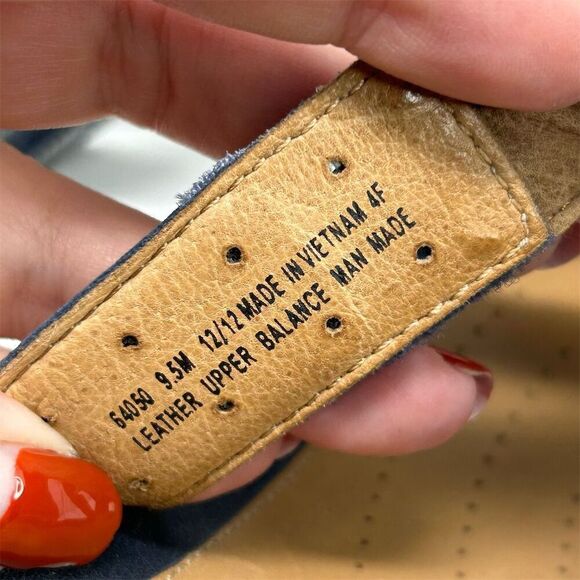 64050 9.5M 12/12 MADE IN VIETNAM 4F
LEATHER UPPER BALANCE MAN MADE